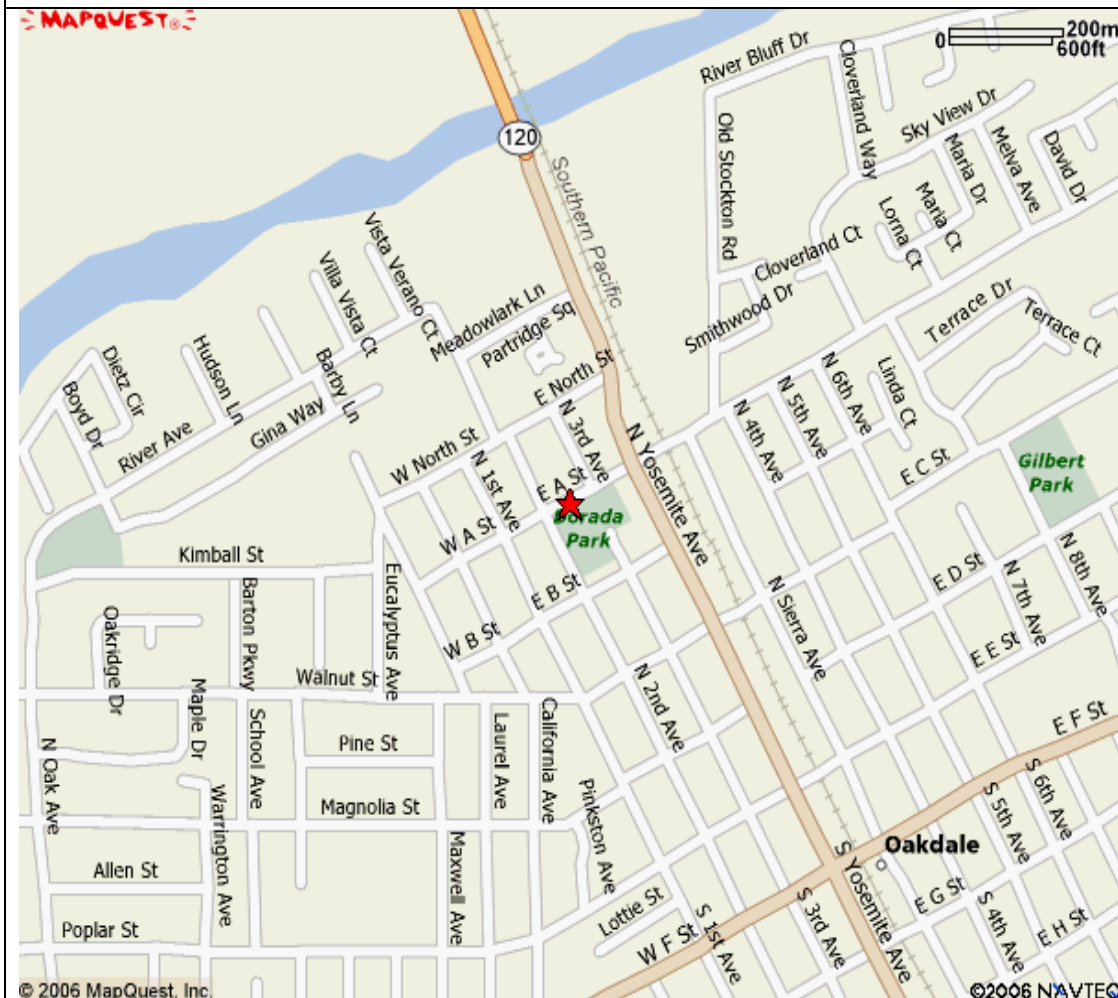 MAPQUEST®
200m
0
600ft
River Bluff Dr
Cloverland Way
Sky View Dr
120
Southern Pacific
Old Stockton Rd
Maria Dr
Melva Ave
David Dr
Maria Ct
Lorna Ct
Cloverland Ct
Smithwood Dr
Vista Verano Ct
Villa Vista Ct
Meadowlark Ln
Partridge Sq
Terrace Dr
Terrace Ct
Hudson Ln
Dietz Cir
Boyd Dr
Barby Ln
River Ave
Gina Way
E North St
W North St
N 3rd Ave
N 1st Ave
E A St
W A St
N Yosemite Ave
N 4th Ave
N 5th Ave
N 6th Ave
Linda Ct
E C St
Gilbert
Park
Dorada
Park
Kimball St
Eucalyptus Ave
Barton Pkwy
Oakridge Dr
E B St
W B St
N Sierra Ave
E D St
N 7th Ave
N 8th Ave
E E St
Walnut St
Maple Dr
School Ave
N 2nd Ave
Laurel Ave
California Ave
Pine St
N Oak Ave
Warrington Ave
Magnolia St
Pinkston Ave
E F St
S 6th Ave
S 5th Ave
Maxwell Ave
Allen St
Oakdale
S Yosemite Ave
E G St
S 4th Ave
E H St
Poplar St
Lottie St
W F St
S 1st Ave
S 3rd Ave
© 2006 MapQuest, Inc.
©2006 NAVTEQ